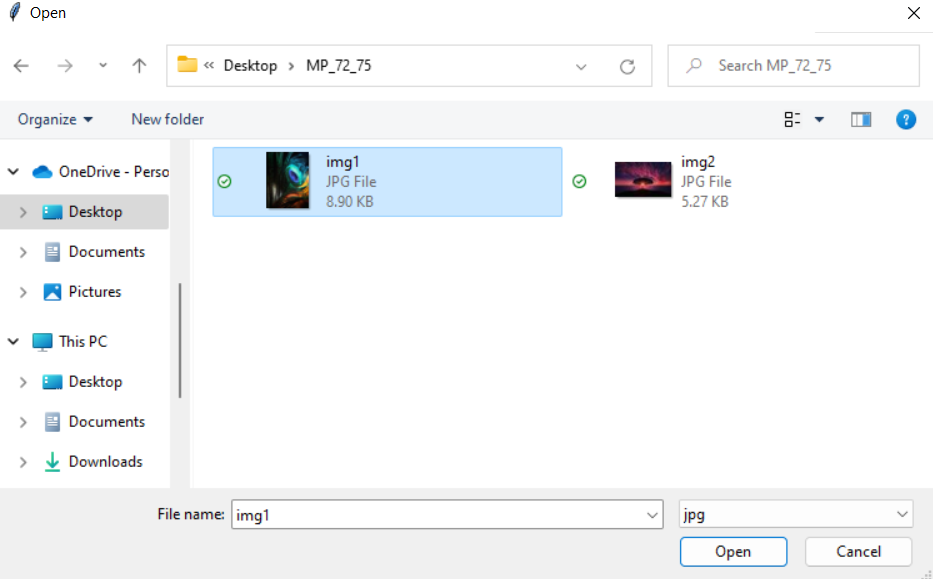 Open
« Desktop > MP_72_75
Search MP_72_75
Organize
New folder
?
OneDrive - Perso
Desktop
Documents
Pictures
This PC
Desktop
Documents
Downloads
img1
JPG File
8.90 KB
img2
JPG File
5.27 KB
File name: img1
jpg
Open
Cancel